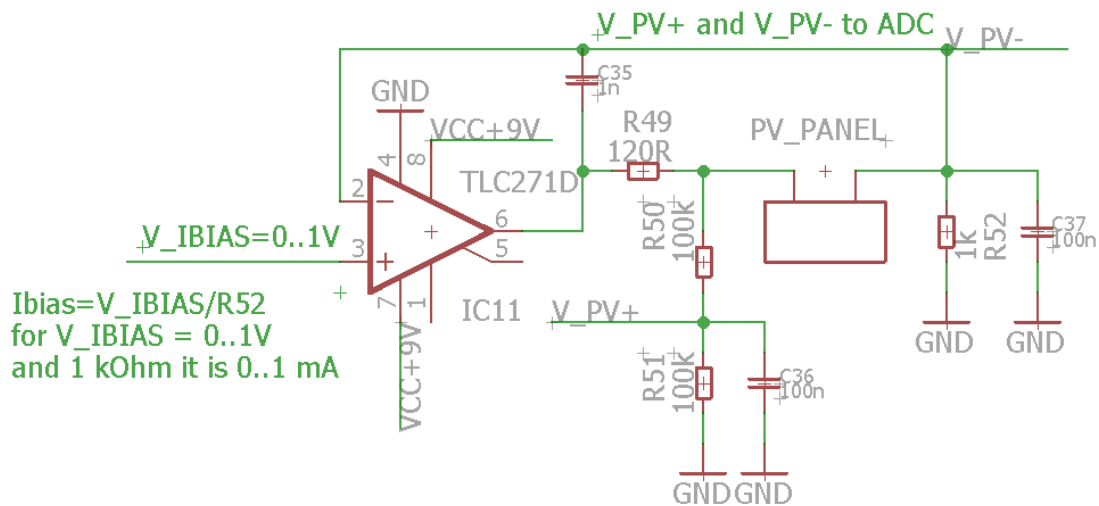 V_PV+ and V_PV- to ADC
V_PV-
C35
1n
GND
VCC+9V
R49
120R
PV_PANEL
4
8
2
TLC271D
6
V_IBIAS=0..1V
3
5
R50
100k
1k
R52
C37
100n
Ibias=V_IBIAS/R52
for V_IBIAS = 0..1V
and 1 kOhm it is 0..1 mA
7
1
IC11
VCC+9V
V_PV+
GND
GND
R51
100k
C36
100n
GND
GND